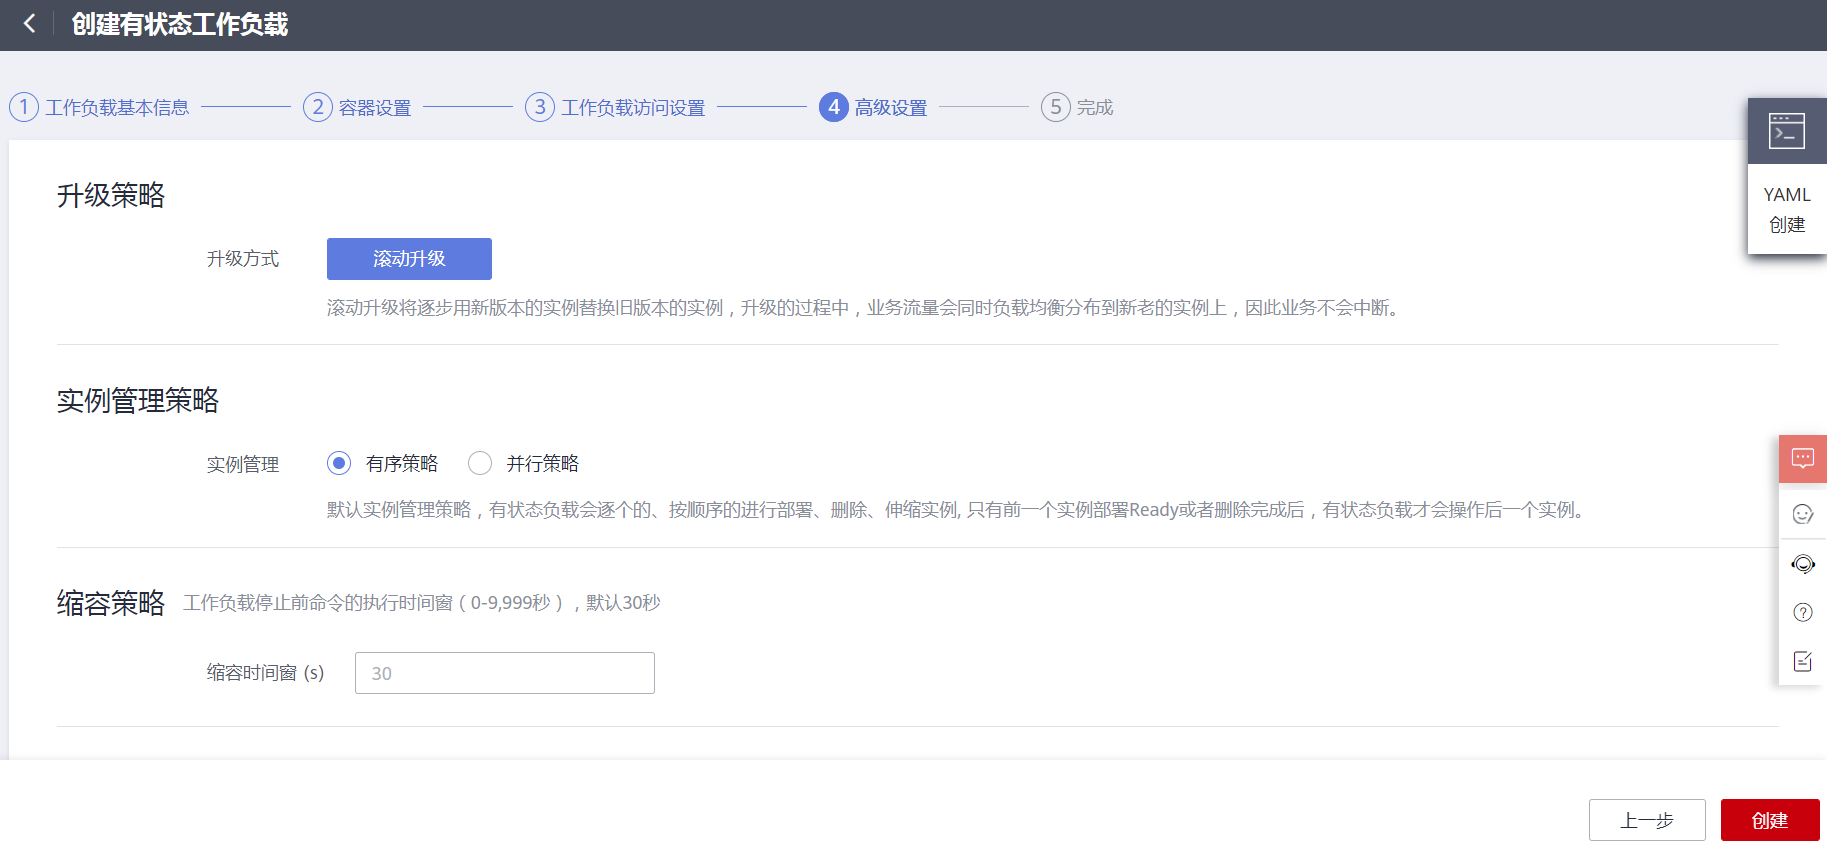 创建有状态工作负载
1 工作负载基本信息 2 容器设置 3 工作负载访问设置 4 高级设置 5 完成
YAML
创建
升级策略
升级方式 滚动升级
滚动升级将逐步用新版本的实例替换旧版本的实例，升级的过程中，业务流量会同时负载均衡分布到新老的实例上，因此业务不会中断。
实例管理策略
实例管理 有序策略 并行策略
默认实例管理策略，有状态负载会逐个的、按顺序的进行部署、删除、伸缩实例, 只有前一个实例部署Ready或者删除完成后，有状态负载才会操作后一个实例。
缩容策略 工作负载停止前命令的执行时间窗（0-9,999秒），默认30秒
缩容时间窗 (s) 30
上一步 创建